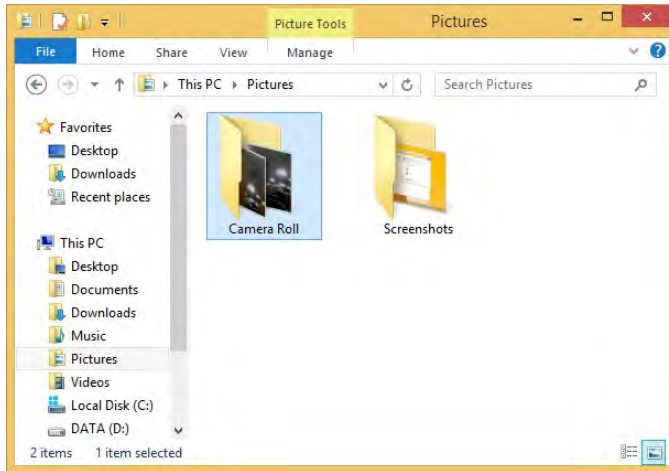 Picture Tools
Pictures
File Home Share View Manage
This PC Pictures
Search Pictures
Favorites
Desktop
Downloads
Recent places
This PC
Desktop
Documents
Downloads
Music
Pictures
Videos
Local Disk (C:)
DATA (D:)
Camera Roll
Screenshots
2 items 1 item selected